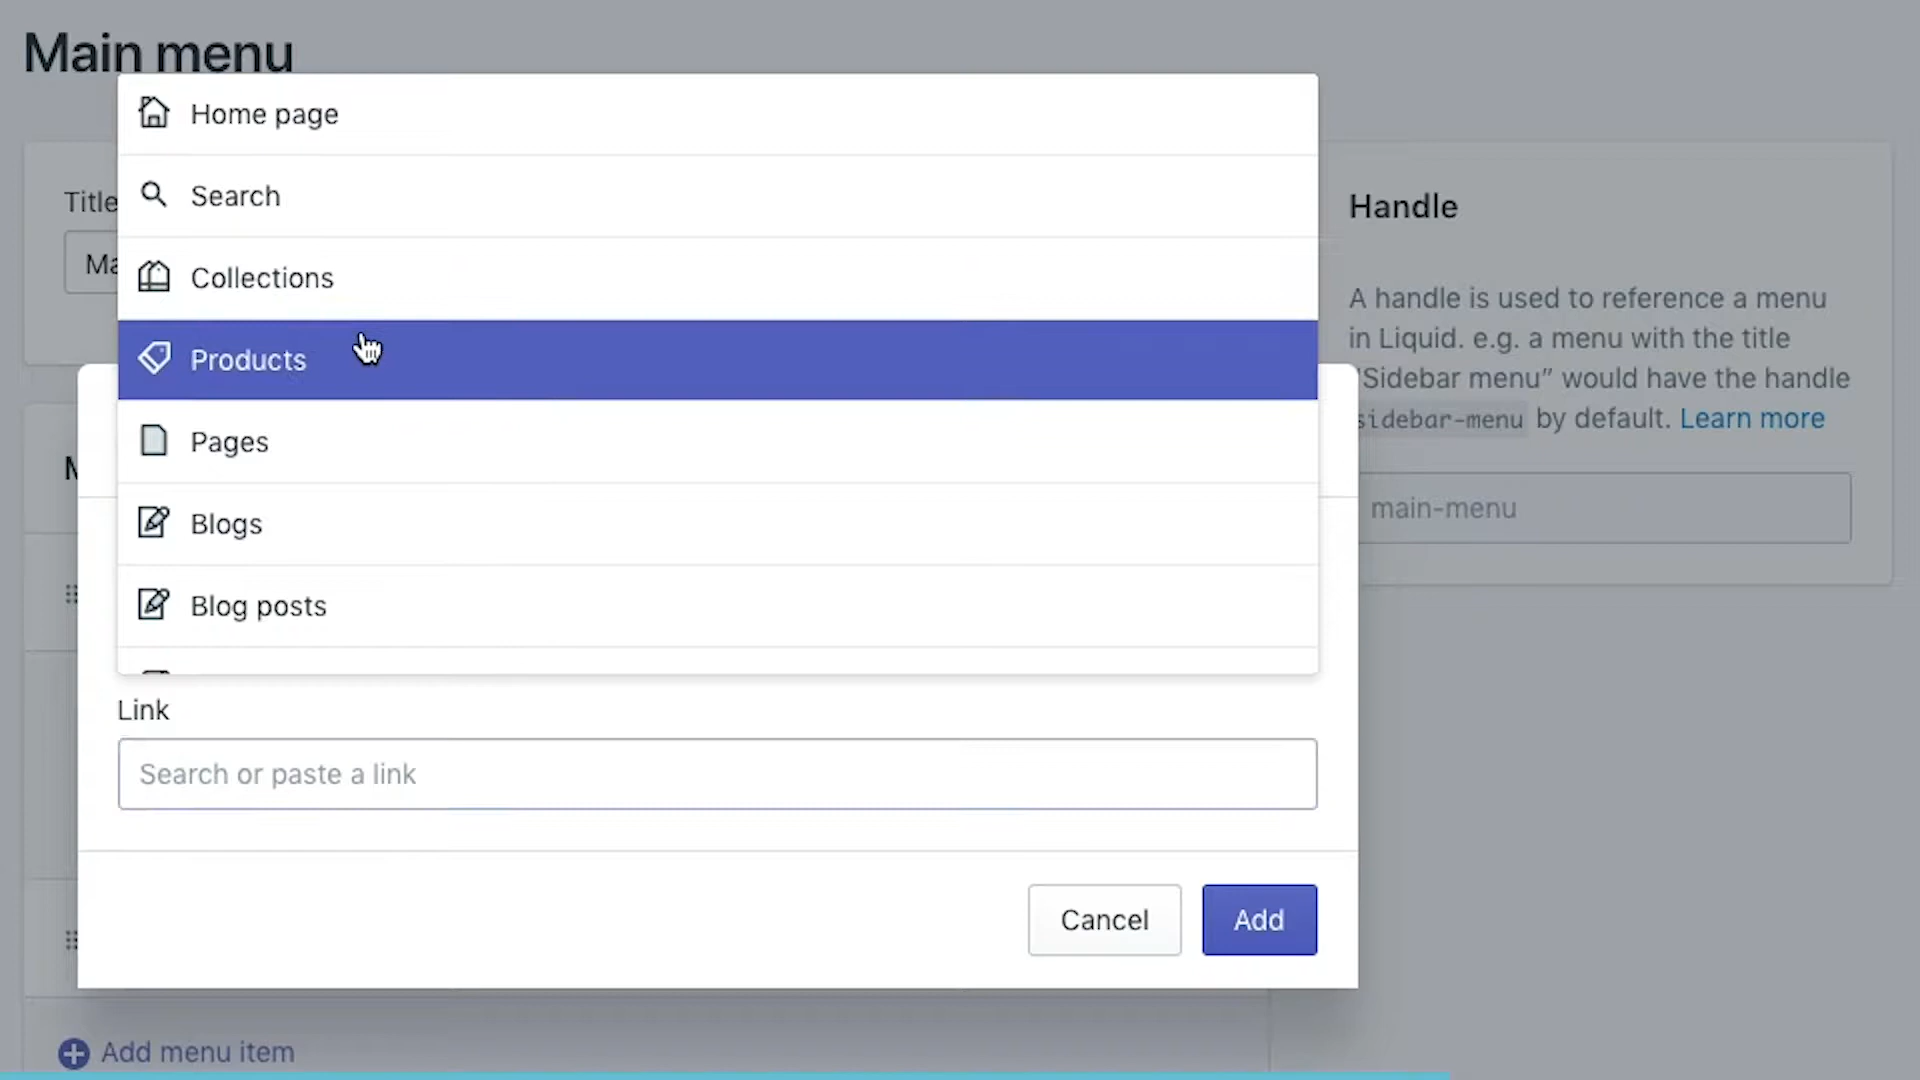 Main menu
Home page
Search
Collections
Products
Pages
Blogs
Blog posts
Title
Link
Search or paste a link
Cancel
Add
Add menu item
Handle
A handle is used to reference a menu
in Liquid. e.g. a menu with the title
“Sidebar menu” would have the handle
sidebar-menu by default. Learn more
main-menu